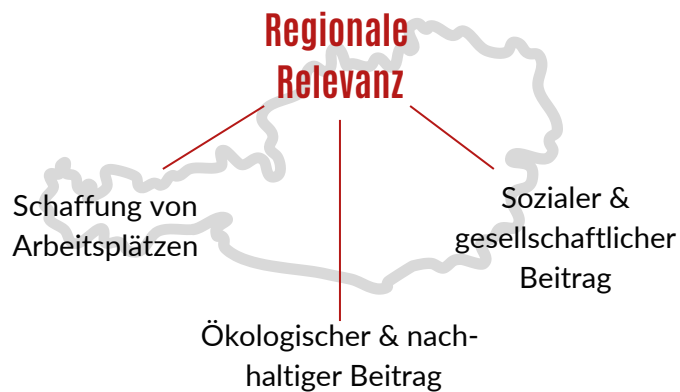 Regionale
Relevanz
Schaffung von
Arbeitsplätzen
Sozialer &
gesellschaftlicher
Beitrag
Ökologischer & nach-
haltiger Beitrag